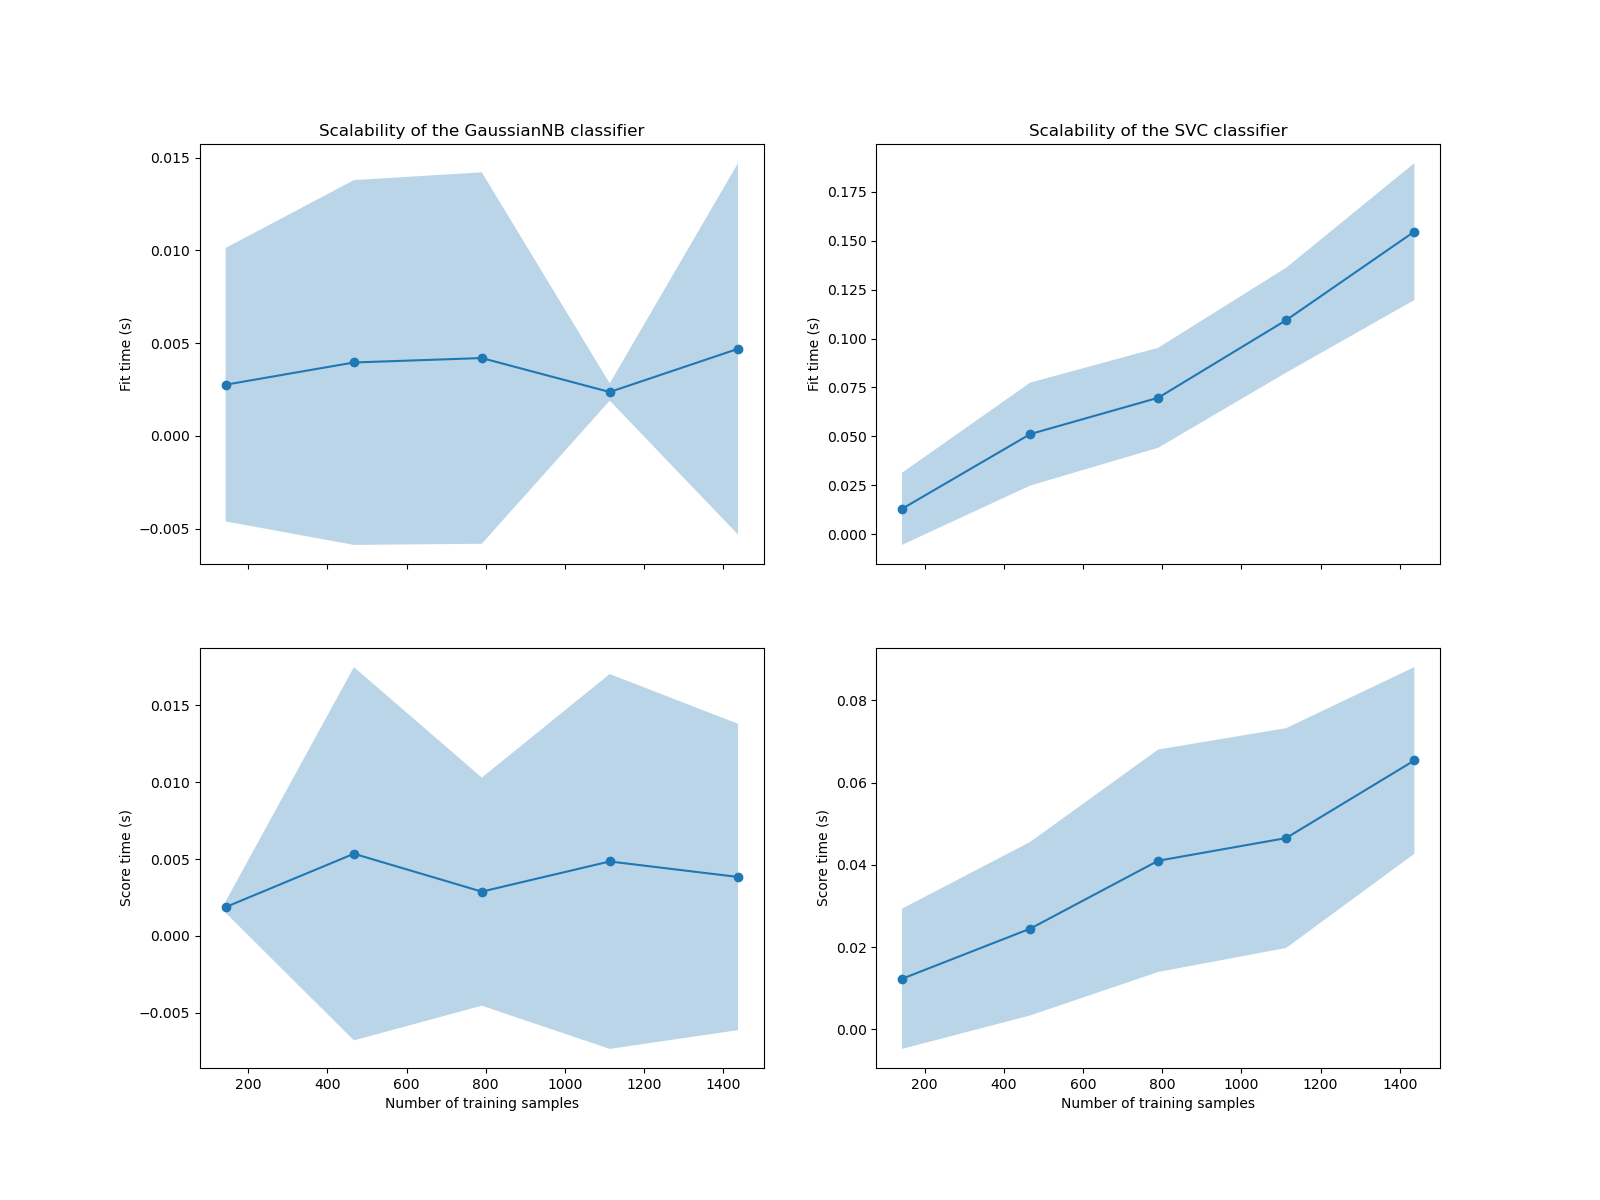 Scalability of the GaussianNB classifier
0.015
0.010
0.005
0.000
−0.005
Fit time (s)
Scalability of the SVC classifier
0.175
0.150
0.125
0.100
0.075
0.050
0.025
0.000
Fit time (s)
0.015
0.010
0.005
0.000
−0.005
Score time (s)
200 400 600 800 1000 1200 1400
Number of training samples
0.08
0.06
0.04
0.02
0.00
Score time (s)
200 400 600 800 1000 1200 1400
Number of training samples